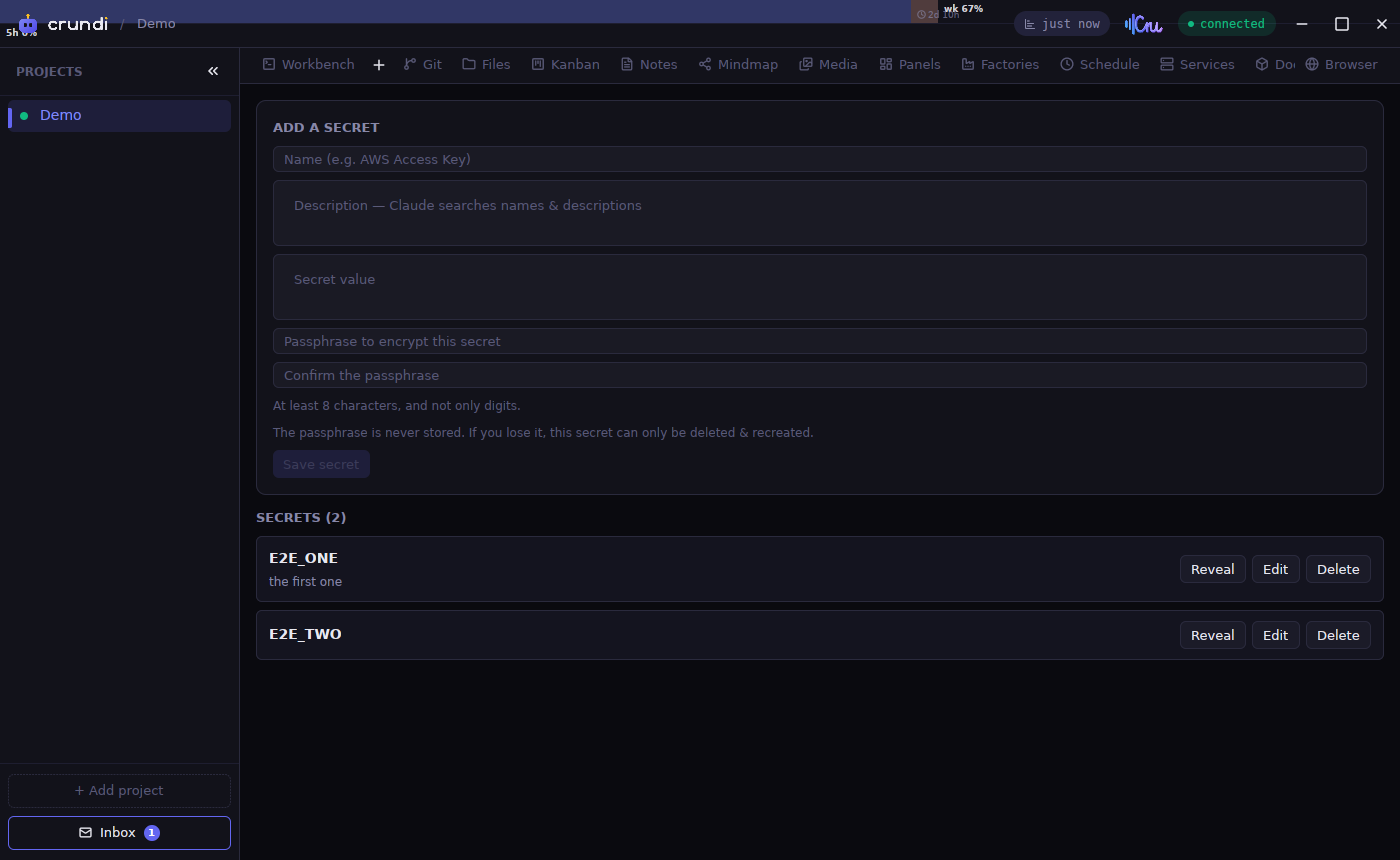 wk 67%
2d 10h
crundi / Demo
just now
Cru
connected
5h 6%
PROJECTS
Workbench
Git
Files
Kanban
Notes
Mindmap
Media
Panels
Factories
Schedule
Services
Doc
Browser
Demo
ADD A SECRET
Name (e.g. AWS Access Key)
Description — Claude searches names & descriptions
Secret value
Passphrase to encrypt this secret
Confirm the passphrase
At least 8 characters, and not only digits.
The passphrase is never stored. If you lose it, this secret can only be deleted & recreated.
Save secret
SECRETS (2)
E2E_ONE
the first one
Reveal Edit Delete
E2E_TWO
Reveal Edit Delete
+ Add project
Inbox 1